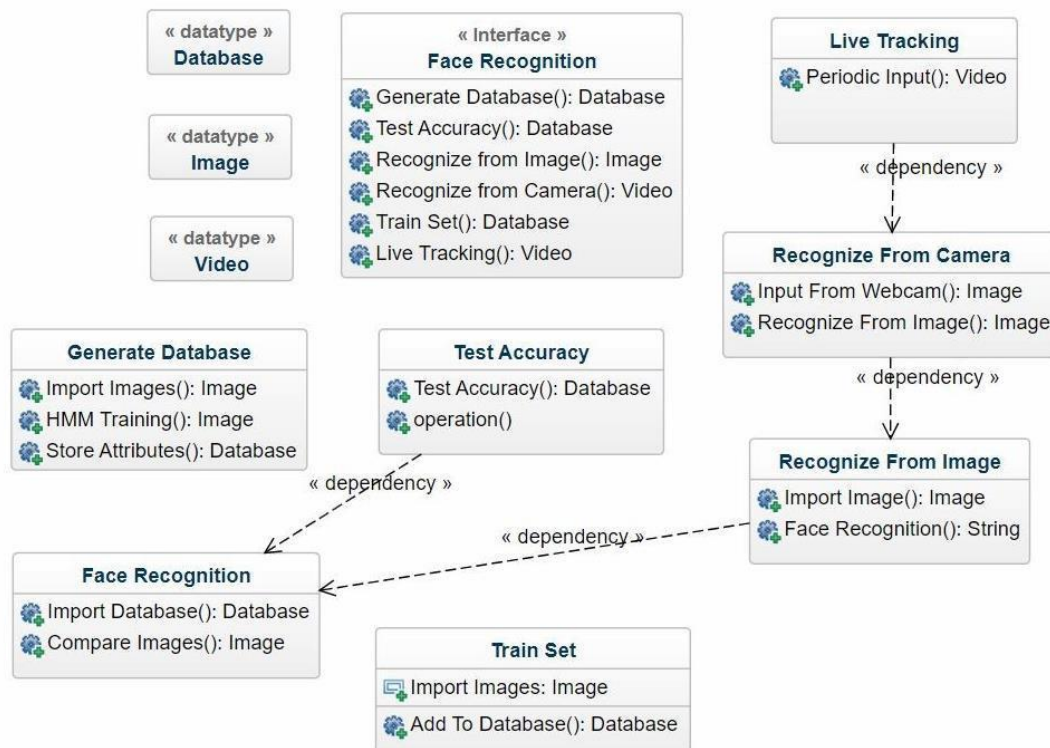 « datatype »
Database
« datatype »
Image
« datatype »
Video
« Interface »
Face Recognition
Generate Database(): Database
Test Accuracy(): Database
Recognize from Image(): Image
Recognize from Camera(): Video
Train Set(): Database
Live Tracking(): Video
Live Tracking
Periodic Input(): Video
« dependency »
Recognize From Camera
Input From Webcam(): Image
Recognize From Image(): Image
« dependency »
Generate Database
Import Images(): Image
HMM Training(): Image
Store Attributes(): Database
Test Accuracy
Test Accuracy(): Database
operation()
« dependency »
Recognize From Image
Import Image(): Image
Face Recognition(): String
« dependency »
Face Recognition
Import Database(): Database
Compare Images(): Image
Train Set
Import Images: Image
Add To Database(): Database